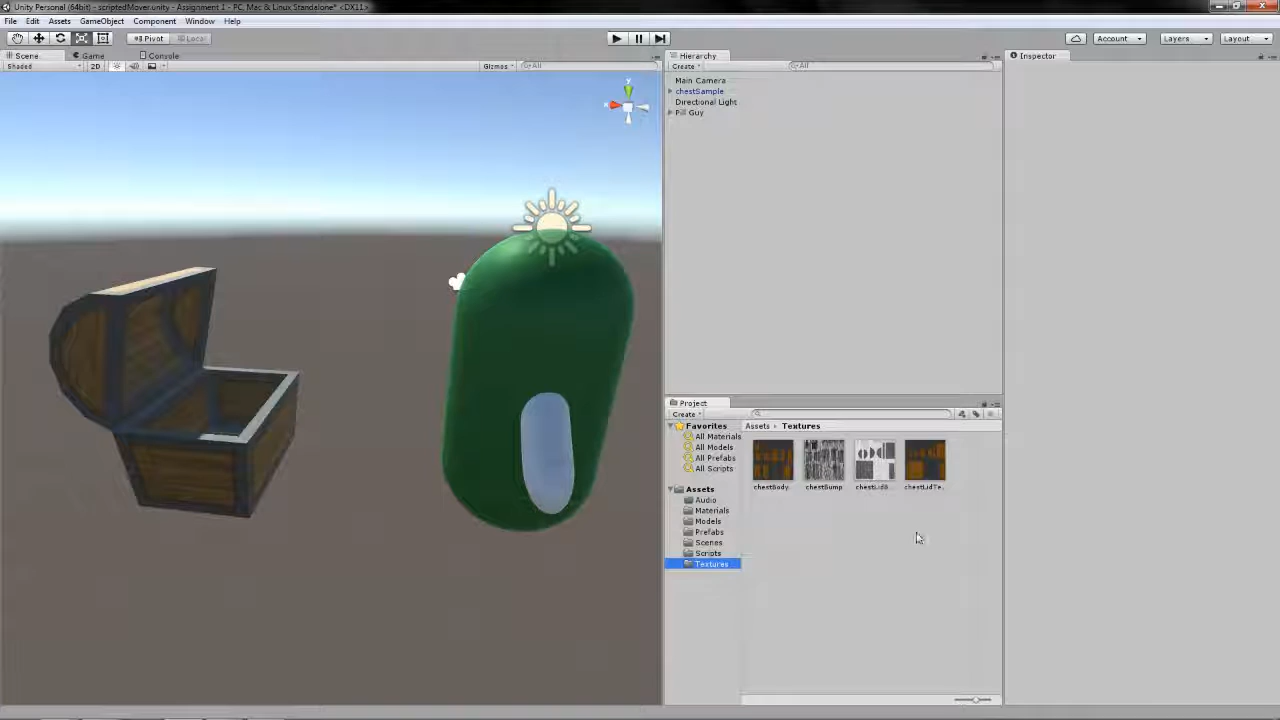 Unity Personal (64bit) - scriptedMover.unity - Assignment 1 - PC, Mac & Linux Standalone* <DX11>
File Edit Assets GameObject Component Window Help
Pivot Local Account Layers Layout
Scene Game Console Hierarchy Inspector
Shaded 2D Gizmos All Create All
Main Camera
chestSample
Directional Light
Pill Guy
y
x
Project
Create
Favorites
All Materials
All Models
All Prefabs
All Scripts
Assets
Audio
Materials
Models
Prefabs
Scenes
Scripts
Textures
Assets Textures
chestBody. chestBump chestLidB... chestLidTe..